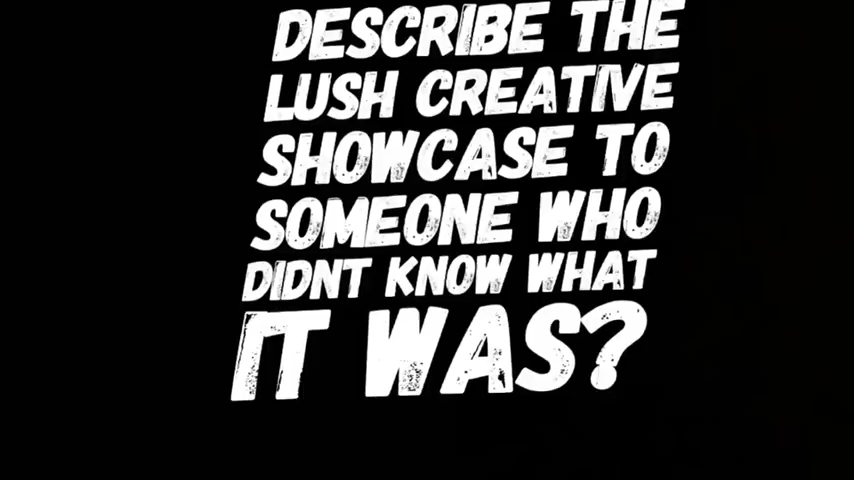 DESCRIBE THE
LUSH CREATIVE
SHOWCASE TO
SOMEONE WHO
DIDNT KNOW WHAT
IT WAS?